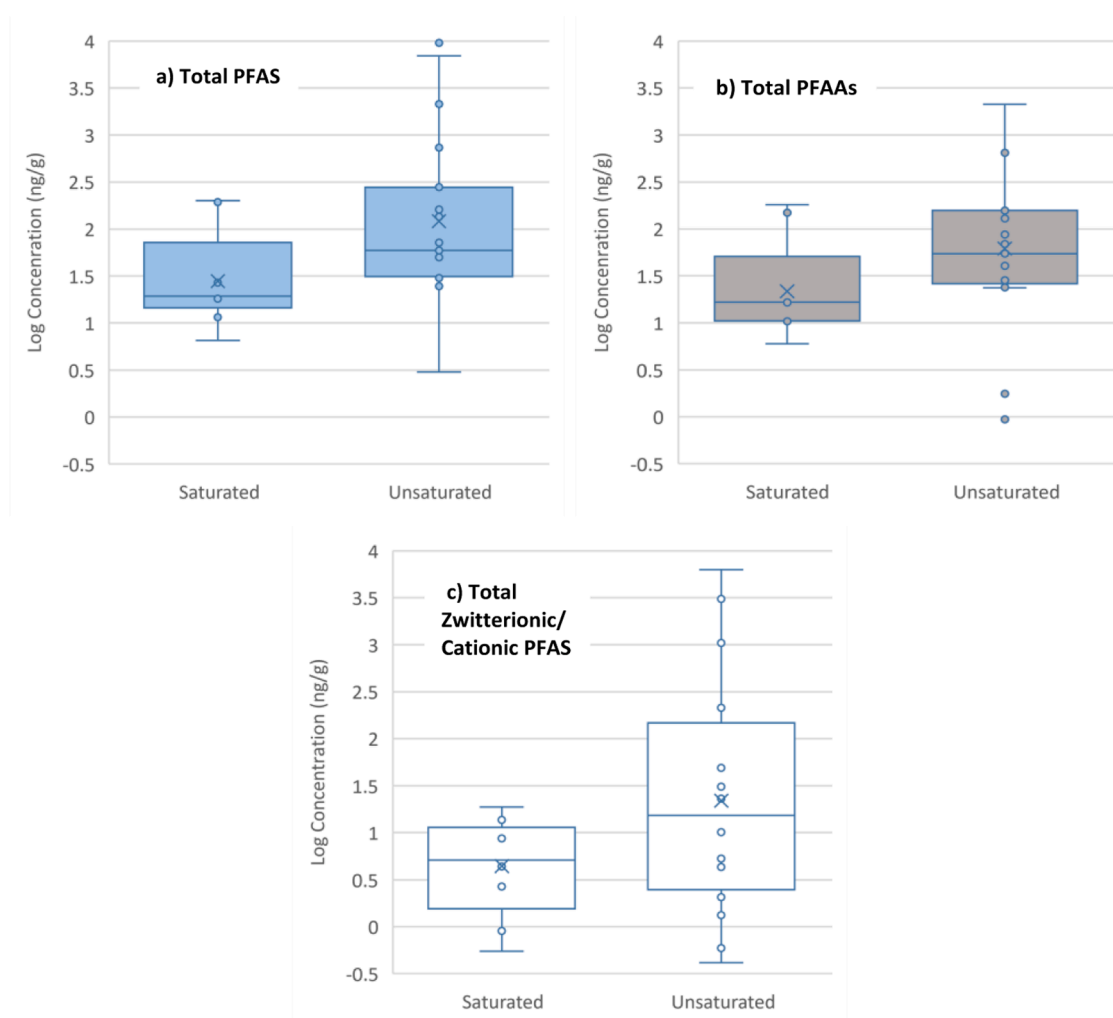 a) Total PFAS
Log Concenration (ng/g)
4
3.5
3
2.5
2
1.5
1
0.5
0
-0.5
Saturated
Unsaturated
b) Total PFAAs
Log Concentration (ng/g)
4
3.5
3
2.5
2
1.5
1
0.5
0
-0.5
Saturated
Unsaturated
c) Total
Zwitterionic/
Cationic PFAS
Log Concentration (ng/g)
4
3.5
3
2.5
2
1.5
1
0.5
0
-0.5
Saturated
Unsaturated